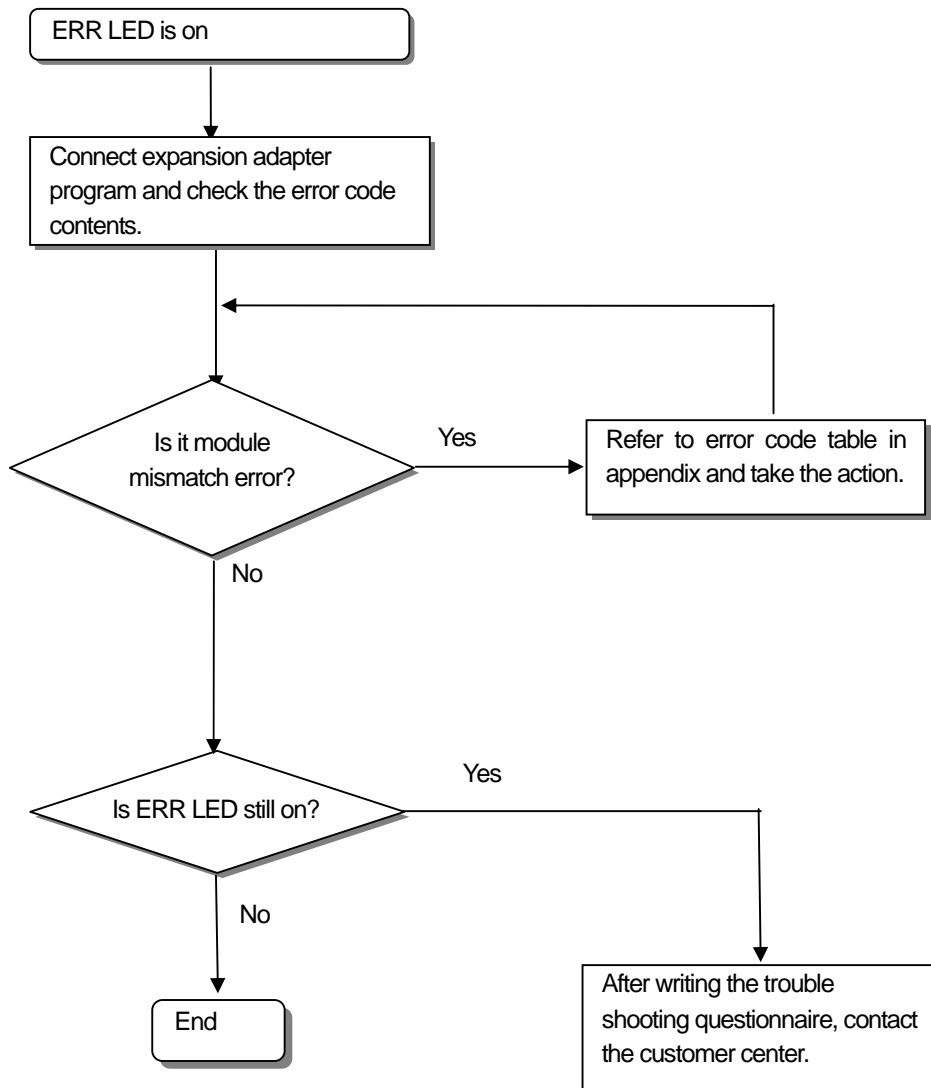 ERR LED is on
Connect expansion adapter
program and check the error code
contents.
Is it module
mismatch error?
Yes
Refer to error code table in
appendix and take the action.
No
Is ERR LED still on?
Yes
No
End
After writing the trouble
shooting questionnaire, contact
the customer center.